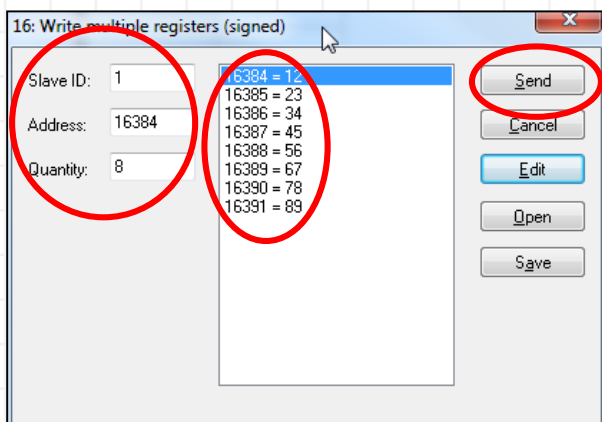 16: Write multiple registers (signed)
Slave ID: 1
Address: 16384
Quantity: 8
16384 = 12
16385 = 23
16386 = 34
16387 = 45
16388 = 56
16389 = 67
16390 = 78
16391 = 89
Send
Cancel
Edit
Open
Save